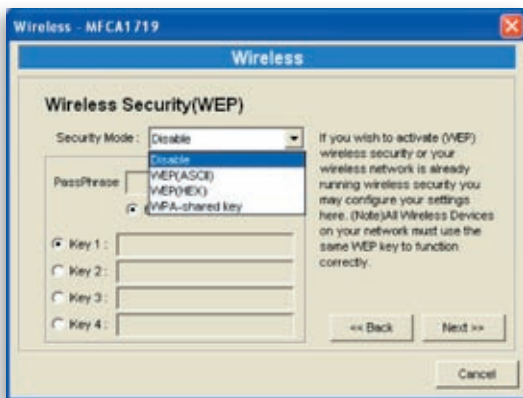 Wireless - MFCA1719
Wireless
Wireless Security(WEP)
Security Mode: Disable
Disable
WEP(ASCII)
WEP(HEX)
WPA-shared key
PassPhrase
Key 1 :
Key 2 :
Key 3 :
Key 4 :
If you wish to activate (WEP)
wireless security or your
wireless network is already
running wireless security you
may configure your settings
here. (Note)All Wireless Devices
on your network must use the
same WEP key to function
correctly.
<< Back
Next >>
Cancel